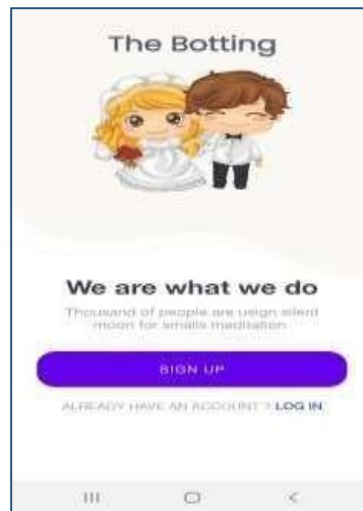 The Botting
We are what we do
Thousand of people are usign silent
moon for smalls meditation
SIGN UP
ALREADY HAVE AN ACCOUNT ? LOG IN